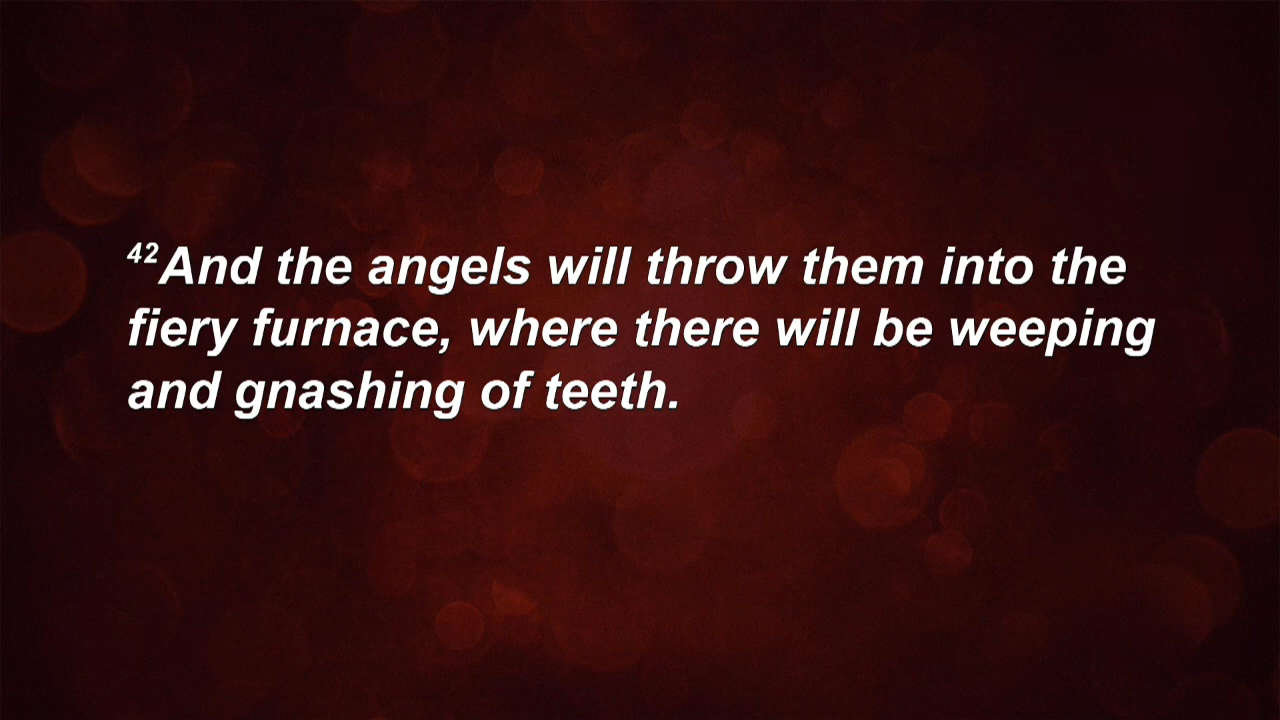 42And the angels will throw them into the
fiery furnace, where there will be weeping
and gnashing of teeth.